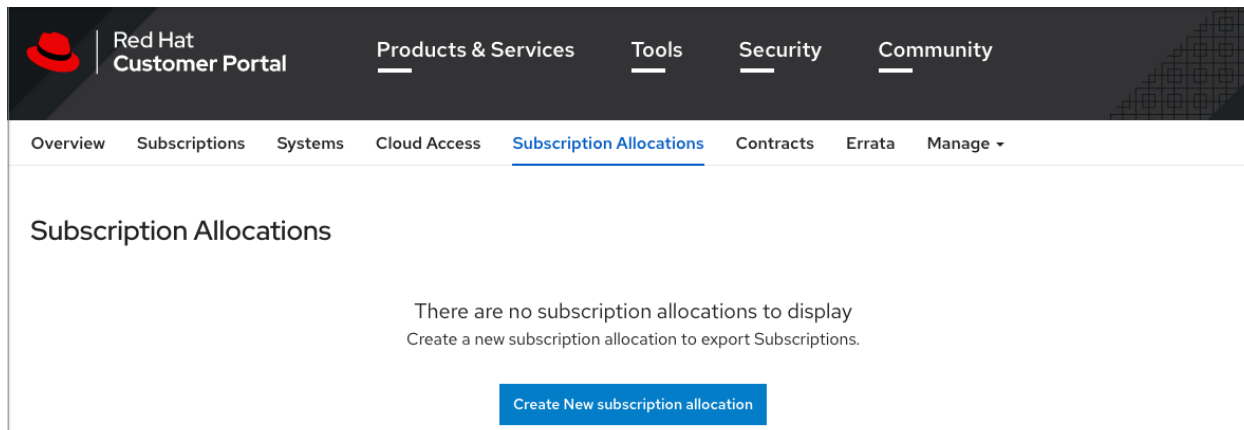 Red Hat
Customer Portal
Products & Services
Tools
Security
Community
Overview
Subscriptions
Systems
Cloud Access
Subscription Allocations
Contracts
Errata
Manage
Subscription Allocations
There are no subscription allocations to display
Create a new subscription allocation to export Subscriptions.
Create New subscription allocation